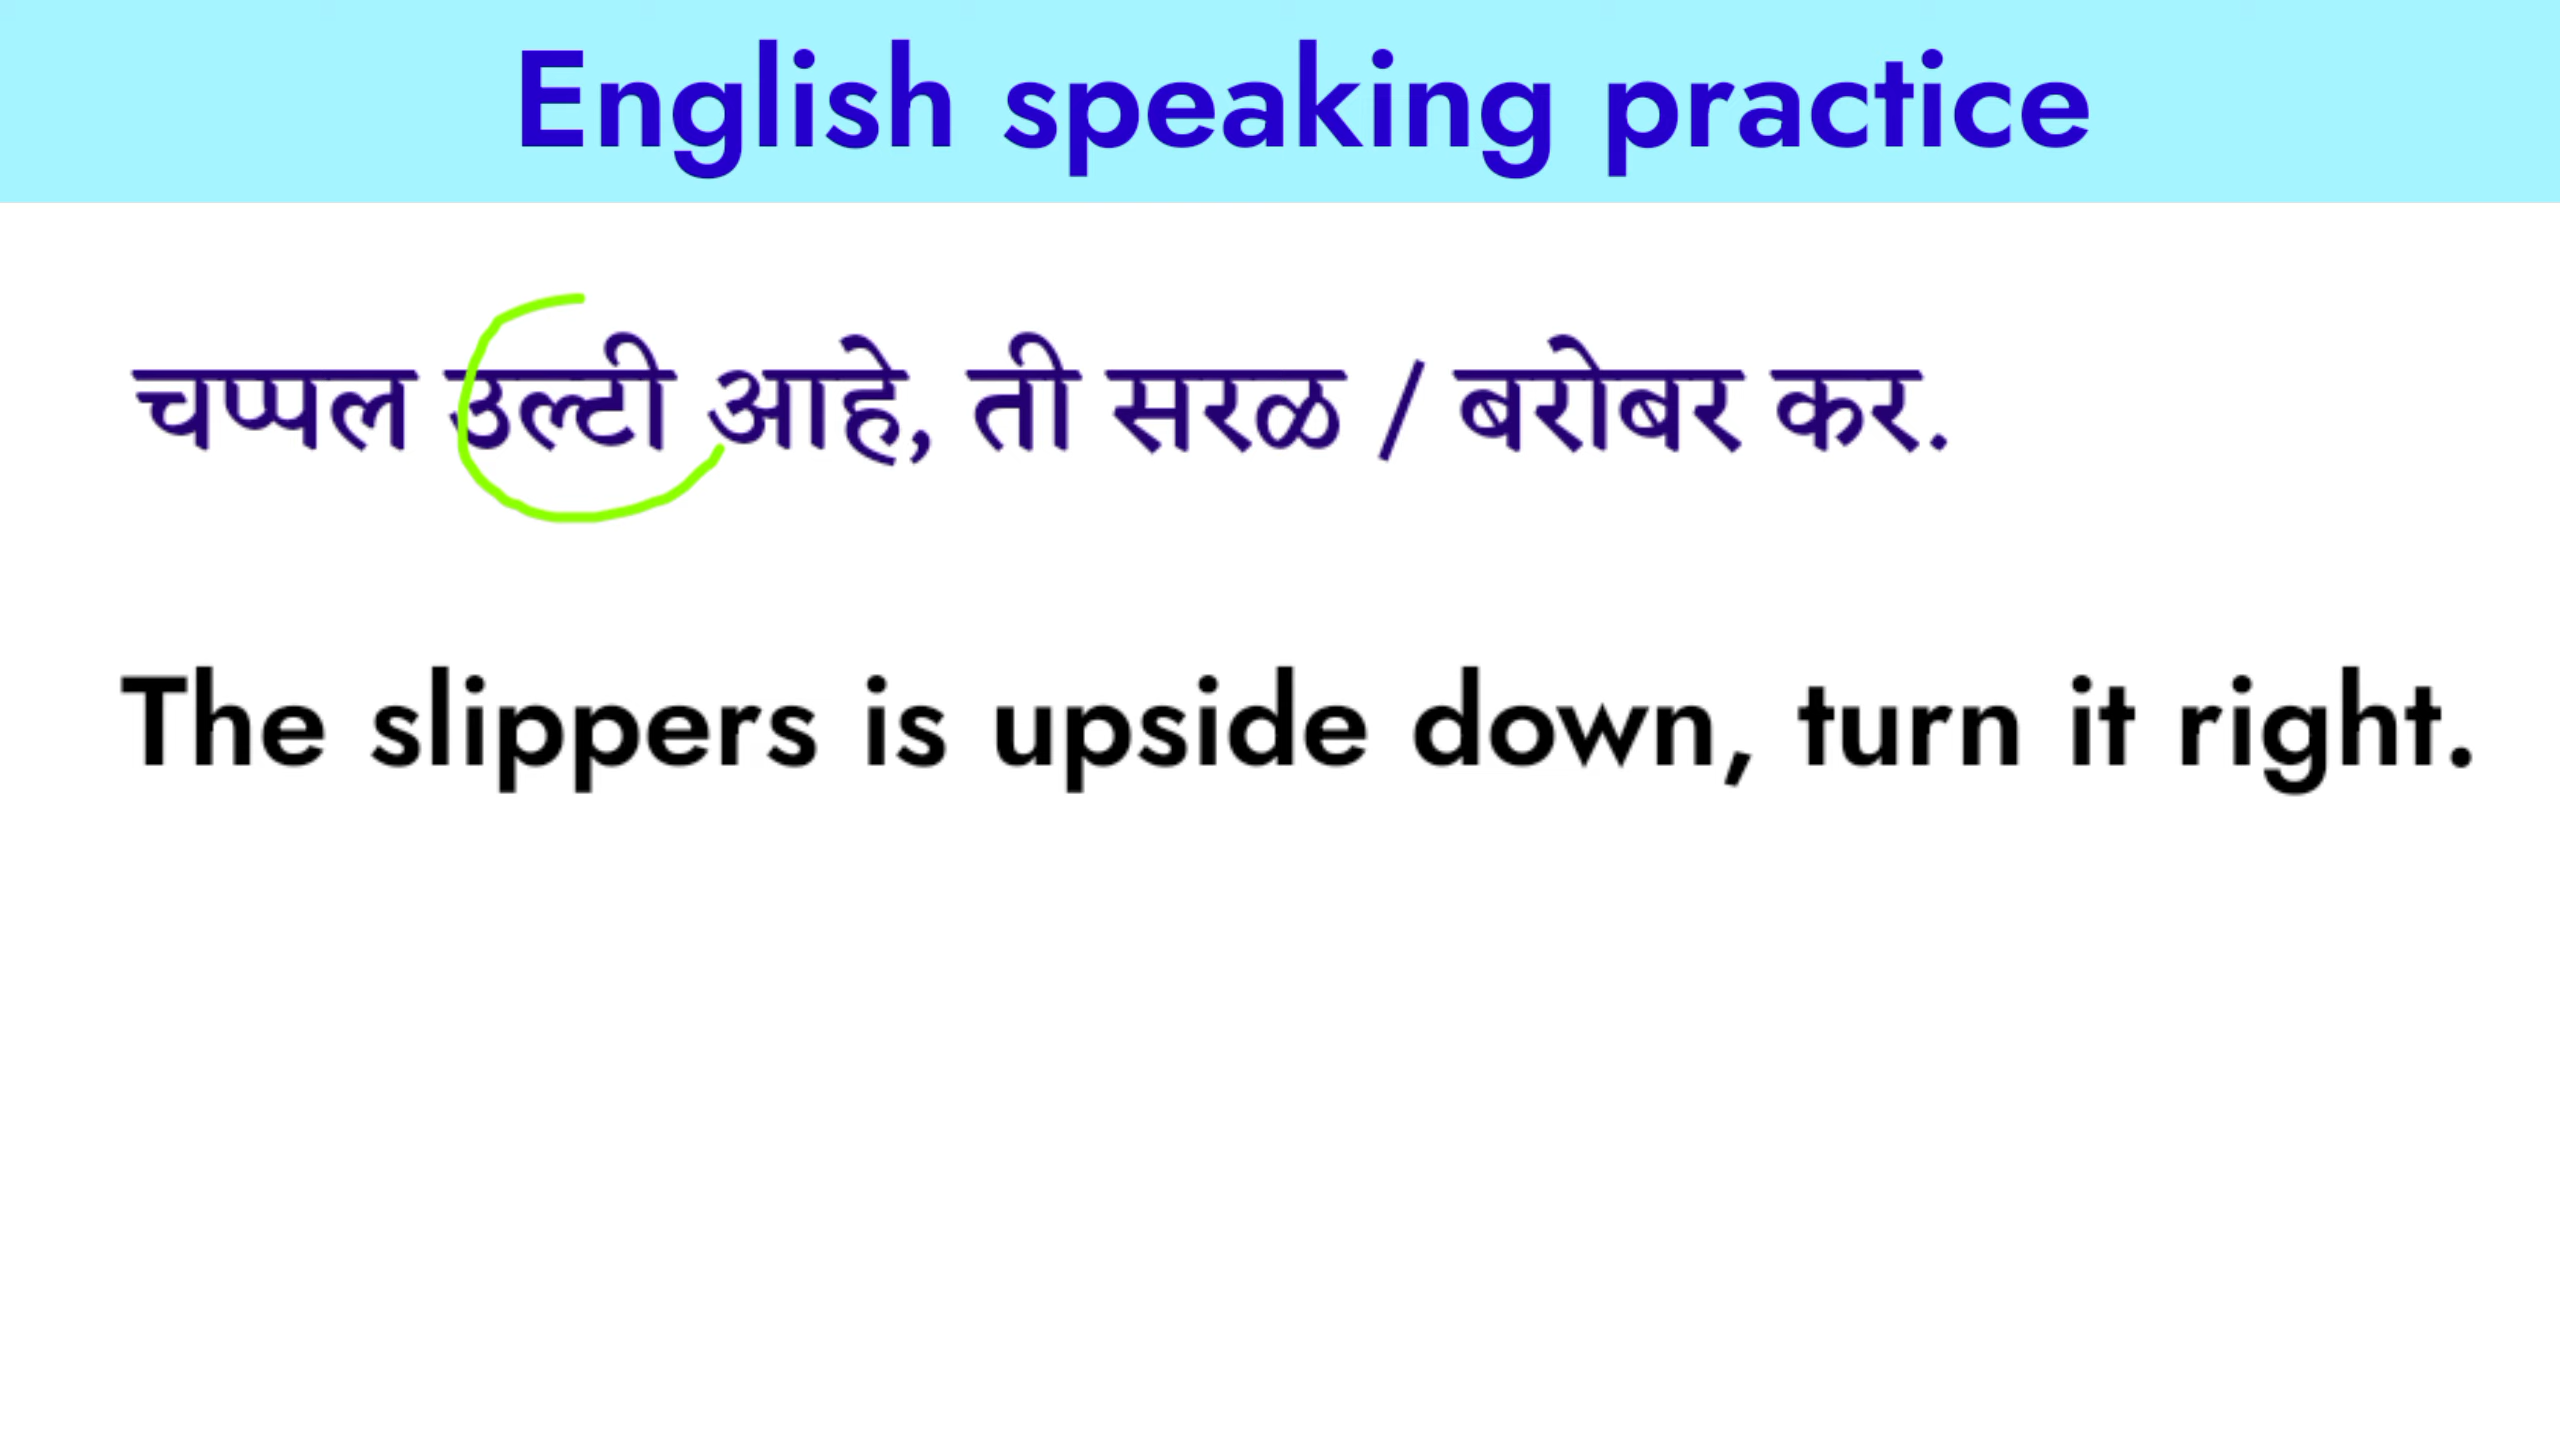 English speaking practice
चप्पल उल्टी आहे, ती सरळ / बरोबर कर.
The slippers is upside down, turn it right.